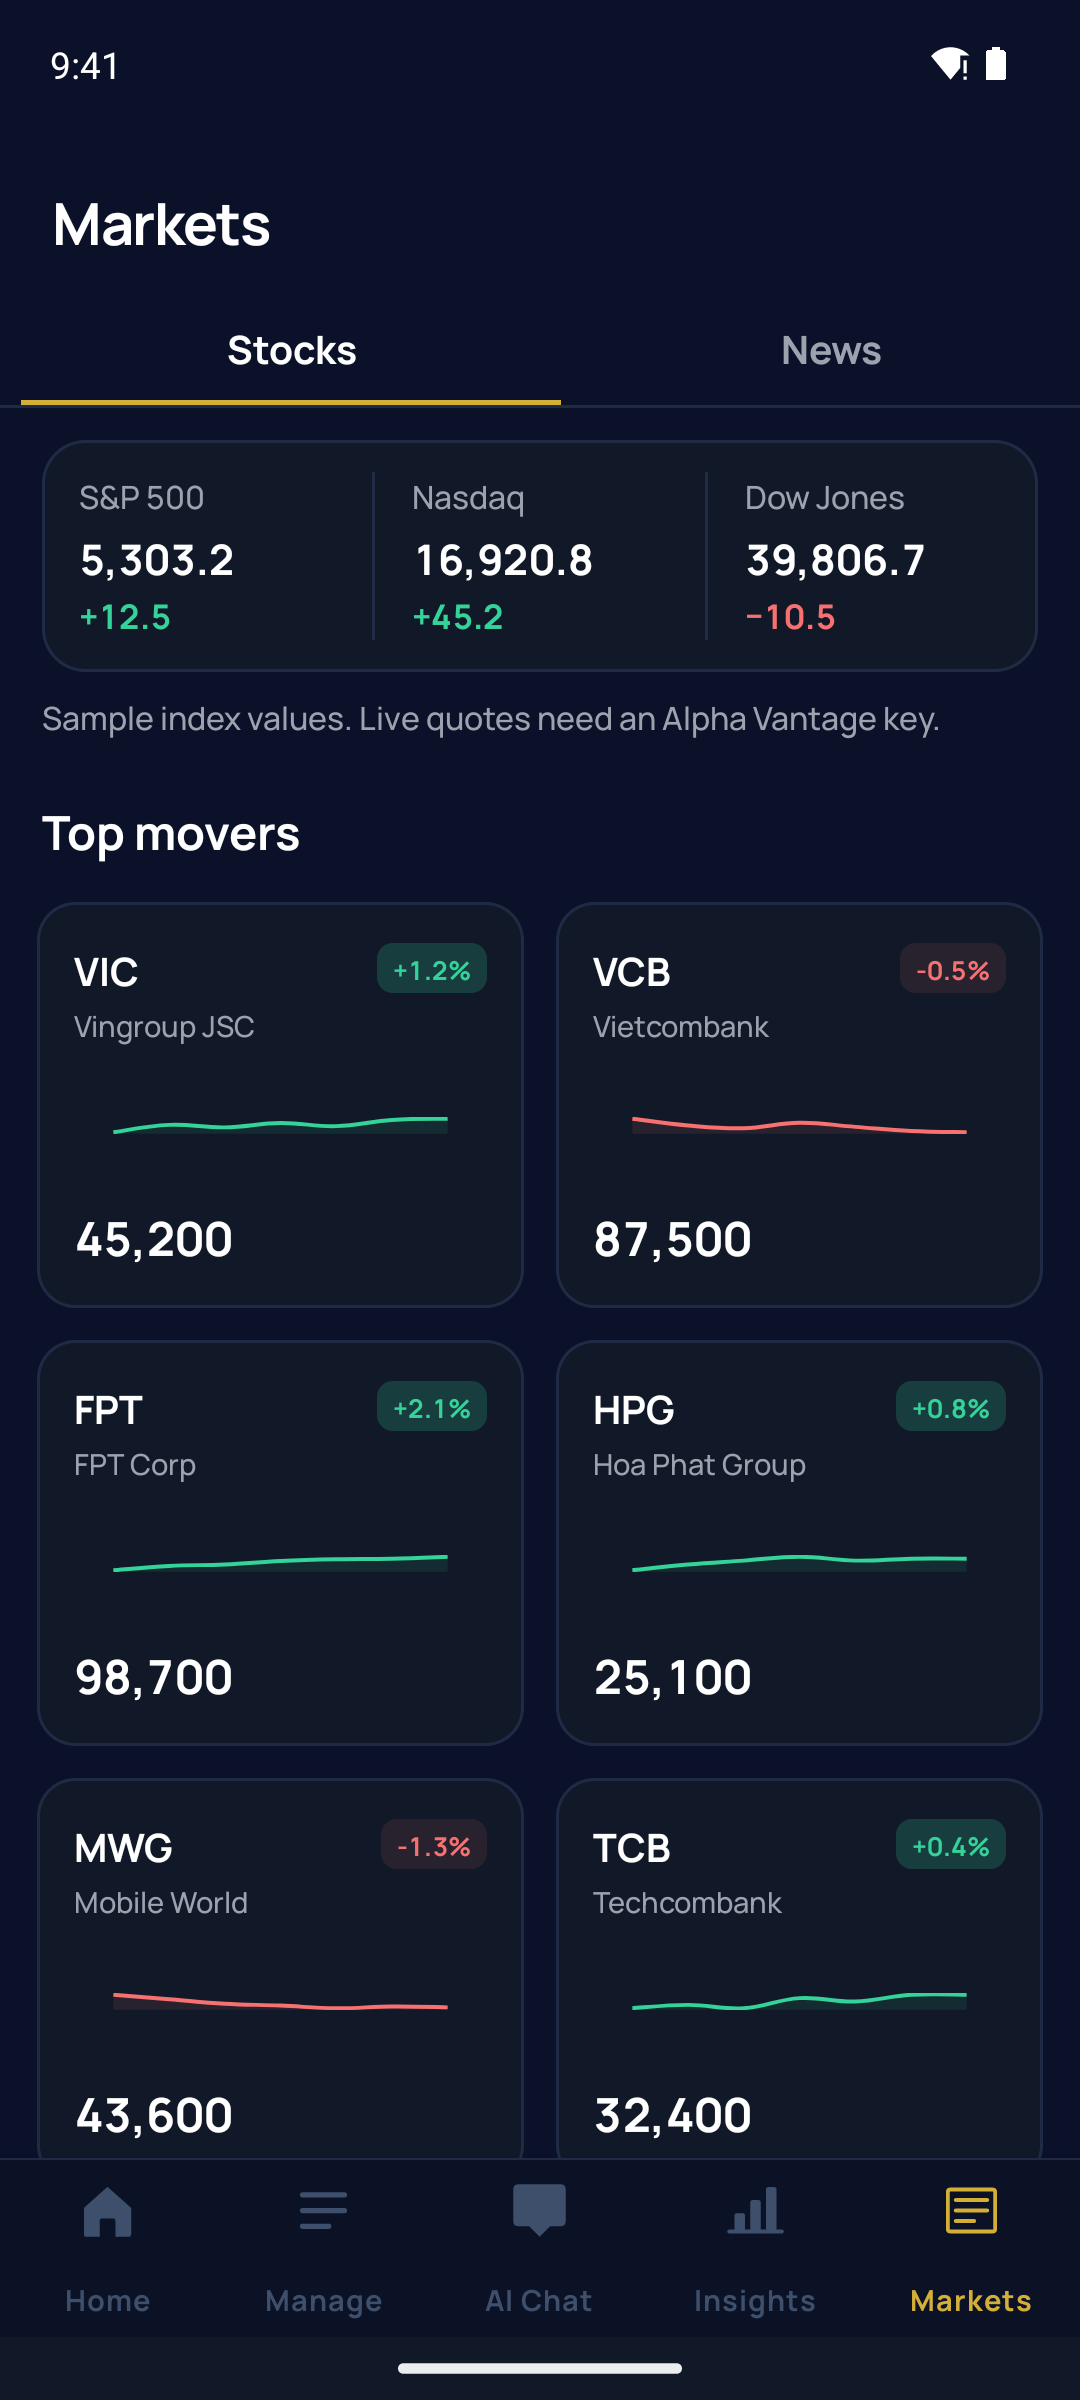 9:41
Markets
Stocks
News
S&P 500
Nasdaq
Dow Jones
5,303.2
16,920.8
39,806.7
+12.5
+45.2
−10.5
Sample index values. Live quotes need an Alpha Vantage key.
Top movers
VIC
+1.2%
Vingroup JSC
45,200
VCB
-0.5%
Vietcombank
87,500
FPT
+2.1%
FPT Corp
98,700
HPG
+0.8%
Hoa Phat Group
25,100
MWG
-1.3%
Mobile World
43,600
TCB
+0.4%
Techcombank
32,400
Home
Manage
AI Chat
Insights
Markets